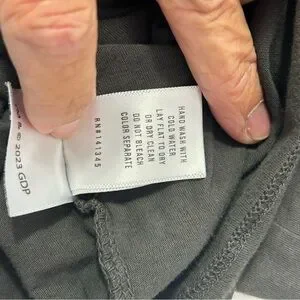 HAND WASH WITH
COLD WATER
LAY FLAT TO DRY
OR DRY CLEAN
DO NOT BLEACH
COLOR SEPARATE
RN#141345
© 2023 GDP